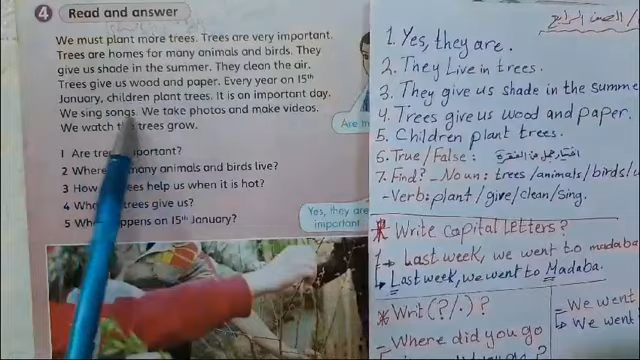 4 Read and answer
We must plant more trees. Trees are very important.
Trees are homes for many animals and birds. They
give us shade in the summer. They clean the air.
Trees give us wood and paper. Every year on 15th
January, children plant trees. It is an important day.
We sing songs. We take photos and make videos.
We watch the trees grow.
1 Are important?
2 Where many animals and birds live?
3 How trees help us when it is hot?
4 What trees give us?
5 What happens on 15th January?
Are
Yes, they are
important
الصف الرابع
1. Yes, they are.
2. They Live in trees.
3. They give us shade in the summe
4. Trees give us wood and paper.
5. Children plant trees.
6. True/False:
7. Find? - Noun: trees/animals/birds/
- Verb: plant/give/clean/sing.
* Write capital Letters?
1- Last week, we went to madaba
Last week, we went to Madaba.
* Writ (?/.)?
- Where did you go
- We went
We went